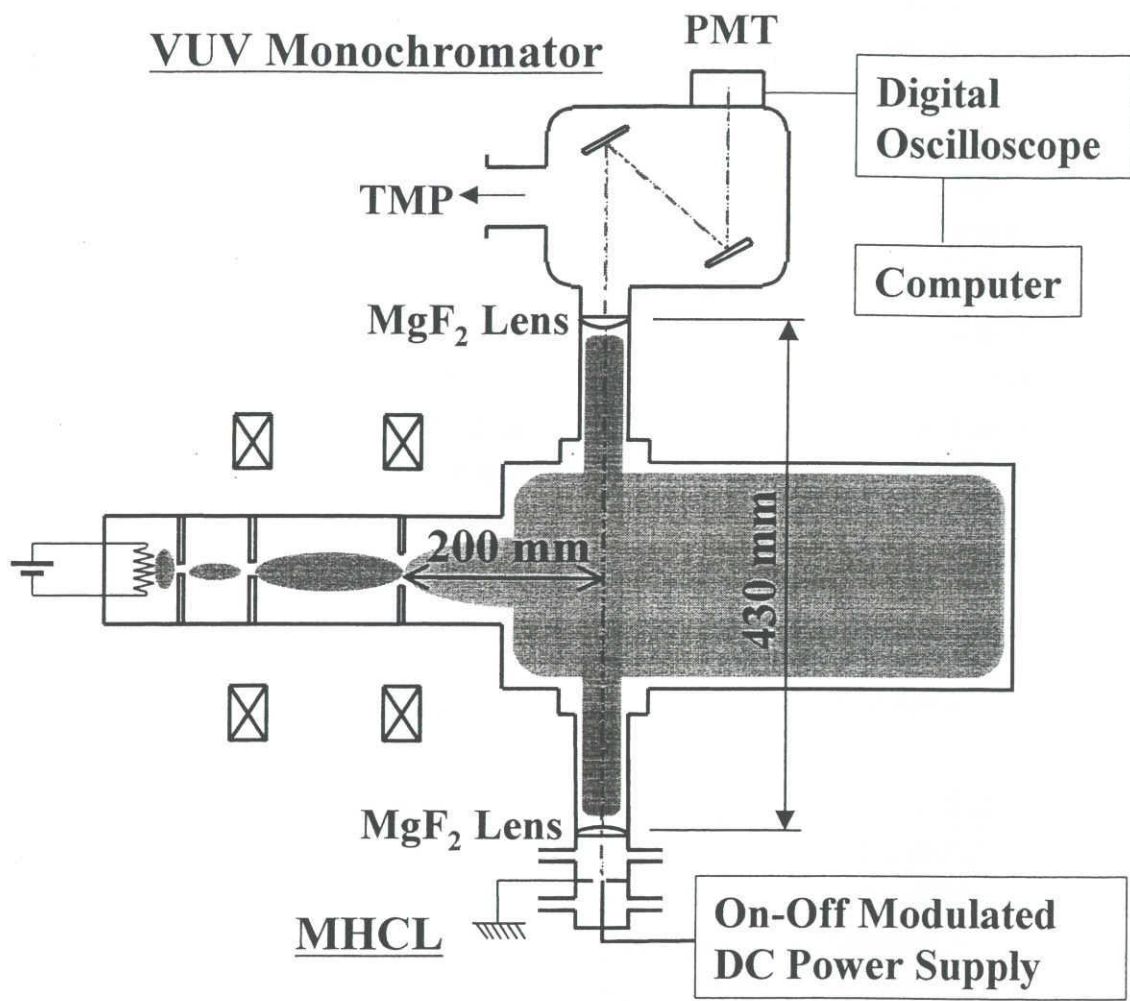 PMT
VUV Monochromator
Digital
Oscilloscope
TMP
Computer
MgF₂ Lens
200 mm
430 mm
MgF₂ Lens
MHCL
On-Off Modulated
DC Power Supply